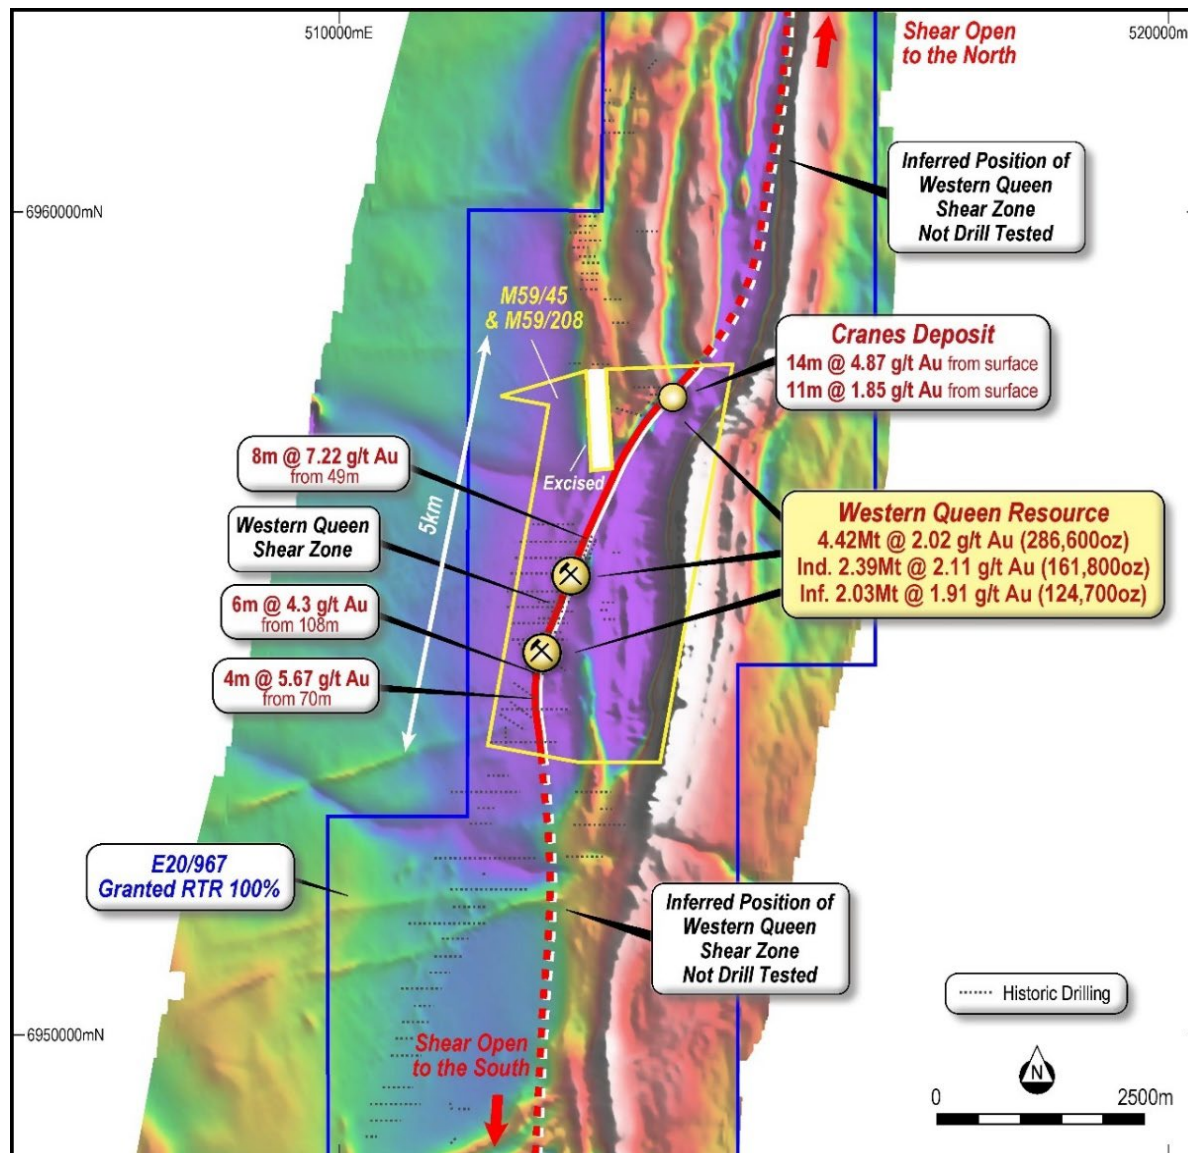 510000mE
520000m
Shear Open
to the North
Inferred Position of
Western Queen
Shear Zone
Not Drill Tested
6960000mN
M59/45
& M59/208
Cranes Deposit
14m @ 4.87 g/t Au from surface
11m @ 1.85 g/t Au from surface
8m @ 7.22 g/t Au
from 49m
Excised
5km
Western Queen
Shear Zone
Western Queen Resource
4.42Mt @ 2.02 g/t Au (286,600oz)
Ind. 2.39Mt @ 2.11 g/t Au (161,800oz)
Inf. 2.03Mt @ 1.91 g/t Au (124,700oz)
6m @ 4.3 g/t Au
from 108m
4m @ 5.67 g/t Au
from 70m
E20/967
Granted RTR 100%
Inferred Position of
Western Queen
Shear Zone
Not Drill Tested
Historic Drilling
6950000mN
Shear Open
to the South
N
0 2500m